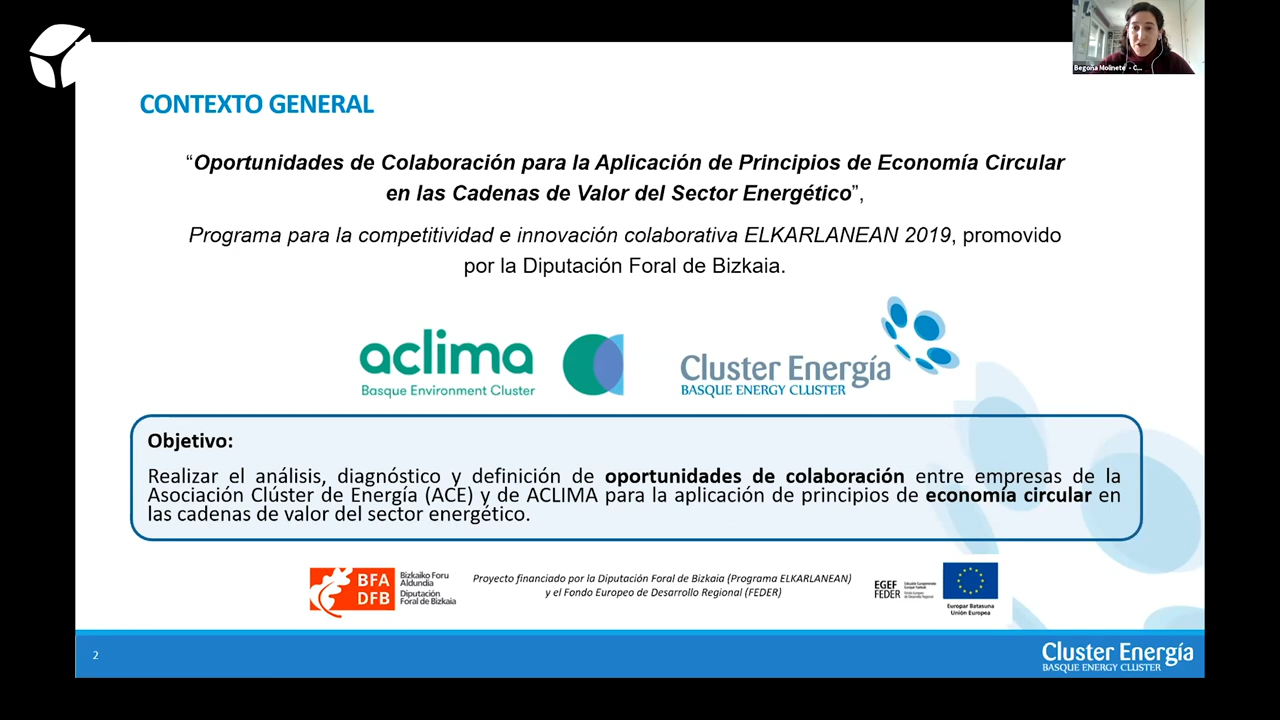 Begoña Molinete - C...
CONTEXTO GENERAL
“Oportunidades de Colaboración para la Aplicación de Principios de Economía Circular
en las Cadenas de Valor del Sector Energético”,
Programa para la competitividad e innovación colaborativa ELKARLANEAN 2019, promovido
por la Diputación Foral de Bizkaia.
aclima
Basque Environment Cluster
Cluster Energía
BASQUE ENERGY CLUSTER
Objetivo:
Realizar el análisis, diagnóstico y definición de oportunidades de colaboración entre empresas de la
Asociación Clúster de Energía (ACE) y de ACLIMA para la aplicación de principios de economía circular en
las cadenas de valor del sector energético.
BFA
DFB
Bizkaiko Foru
Aldundia
Diputación
Foral de Bizkaia
Proyecto financiado por la Diputación Foral de Bizkaia (Programa ELKARLANEAN)
y el Fondo Europeo de Desarrollo Regional (FEDER)
EGEF
FEDER
Europar Batasuna
Unión Europea
2
Cluster Energía
BASQUE ENERGY CLUSTER